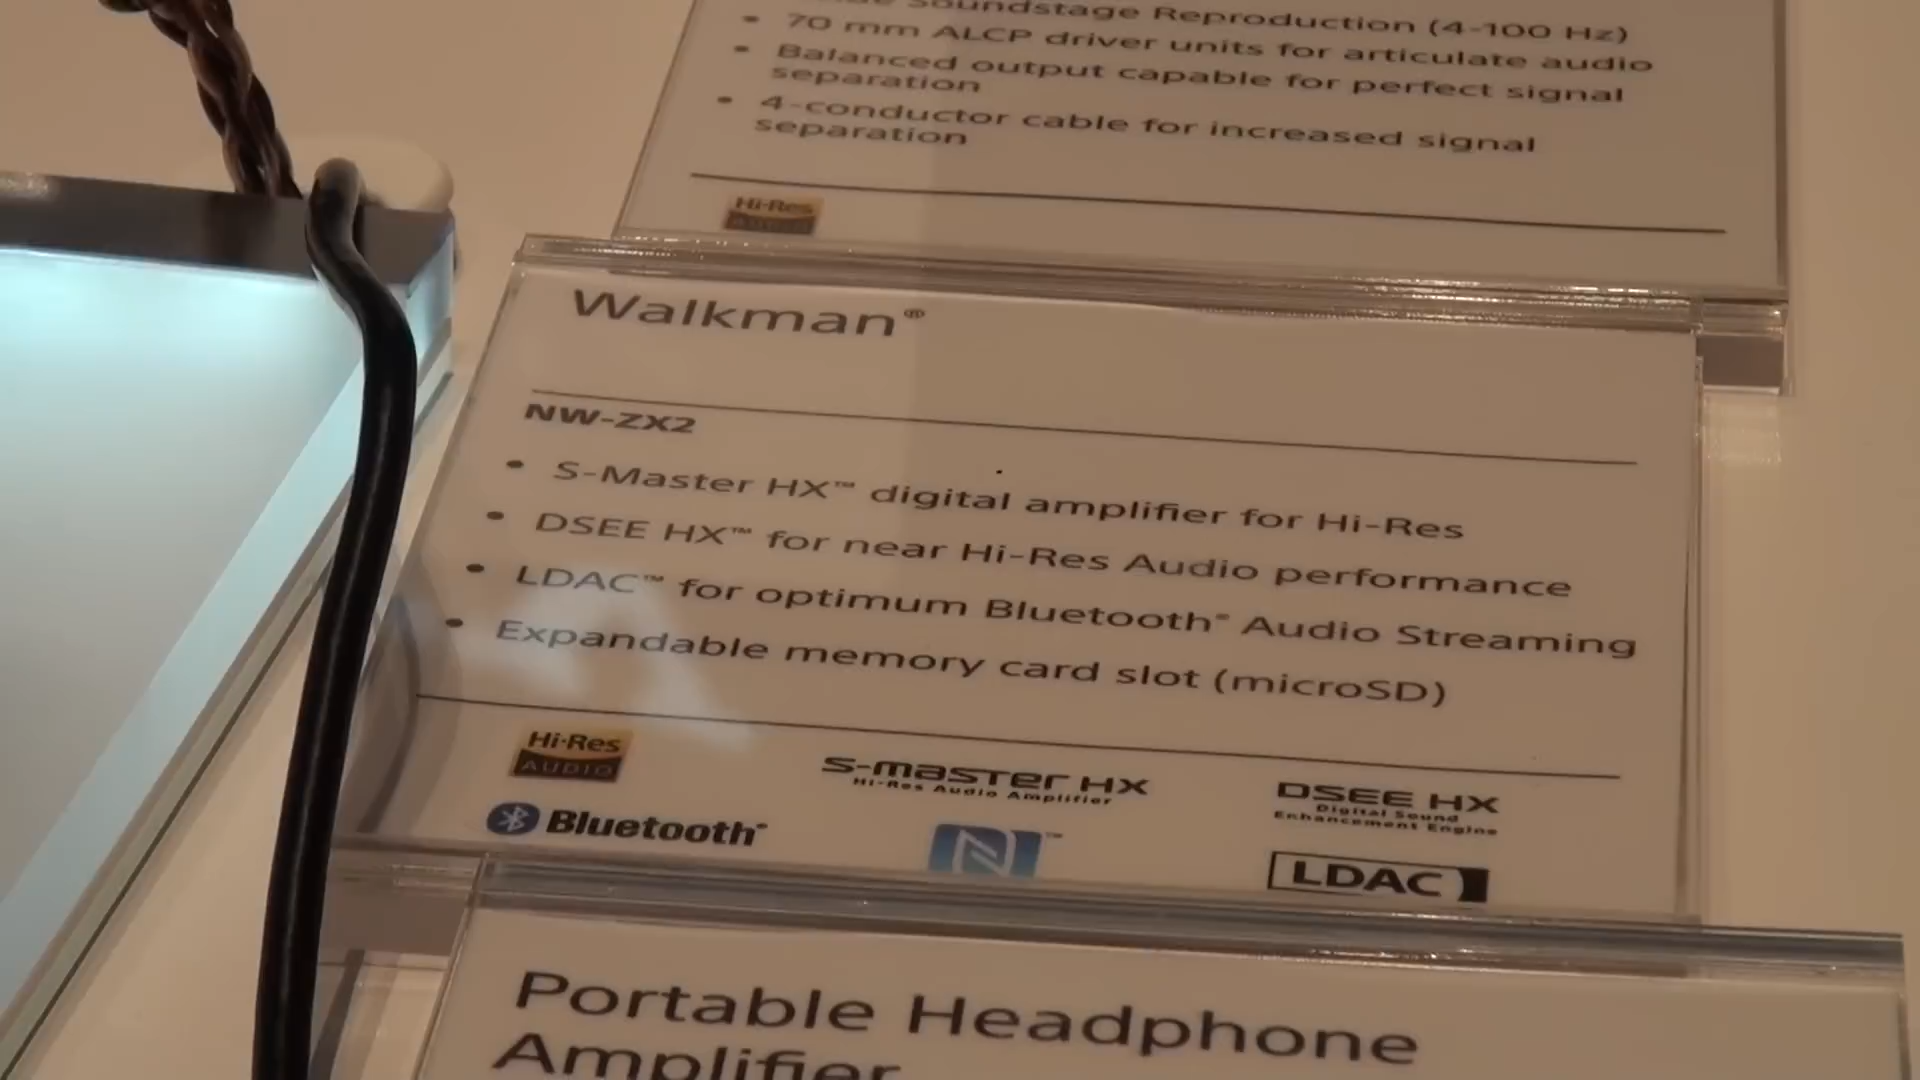 Soundstage Reproduction (4-100 Hz)
• 70 mm ALCP driver units for articulate audio
• Balanced output capable for perfect signal
separation
• 4-conductor cable for increased signal
separation
Hi-Res
AUDIO
Walkman®
NW-ZX2
• S-Master HX™ digital amplifier for Hi-Res
• DSEE HX™ for near Hi-Res Audio performance
• LDAC™ for optimum Bluetooth® Audio Streaming
• Expandable memory card slot (microSD)
Hi-Res
AUDIO
S-Master HX
Hi-Res Audio Amplifier
DSEE HX
Digital Sound
Enhancement Engine
Bluetooth®
N™
LDAC
Portable Headphone
Amplifier